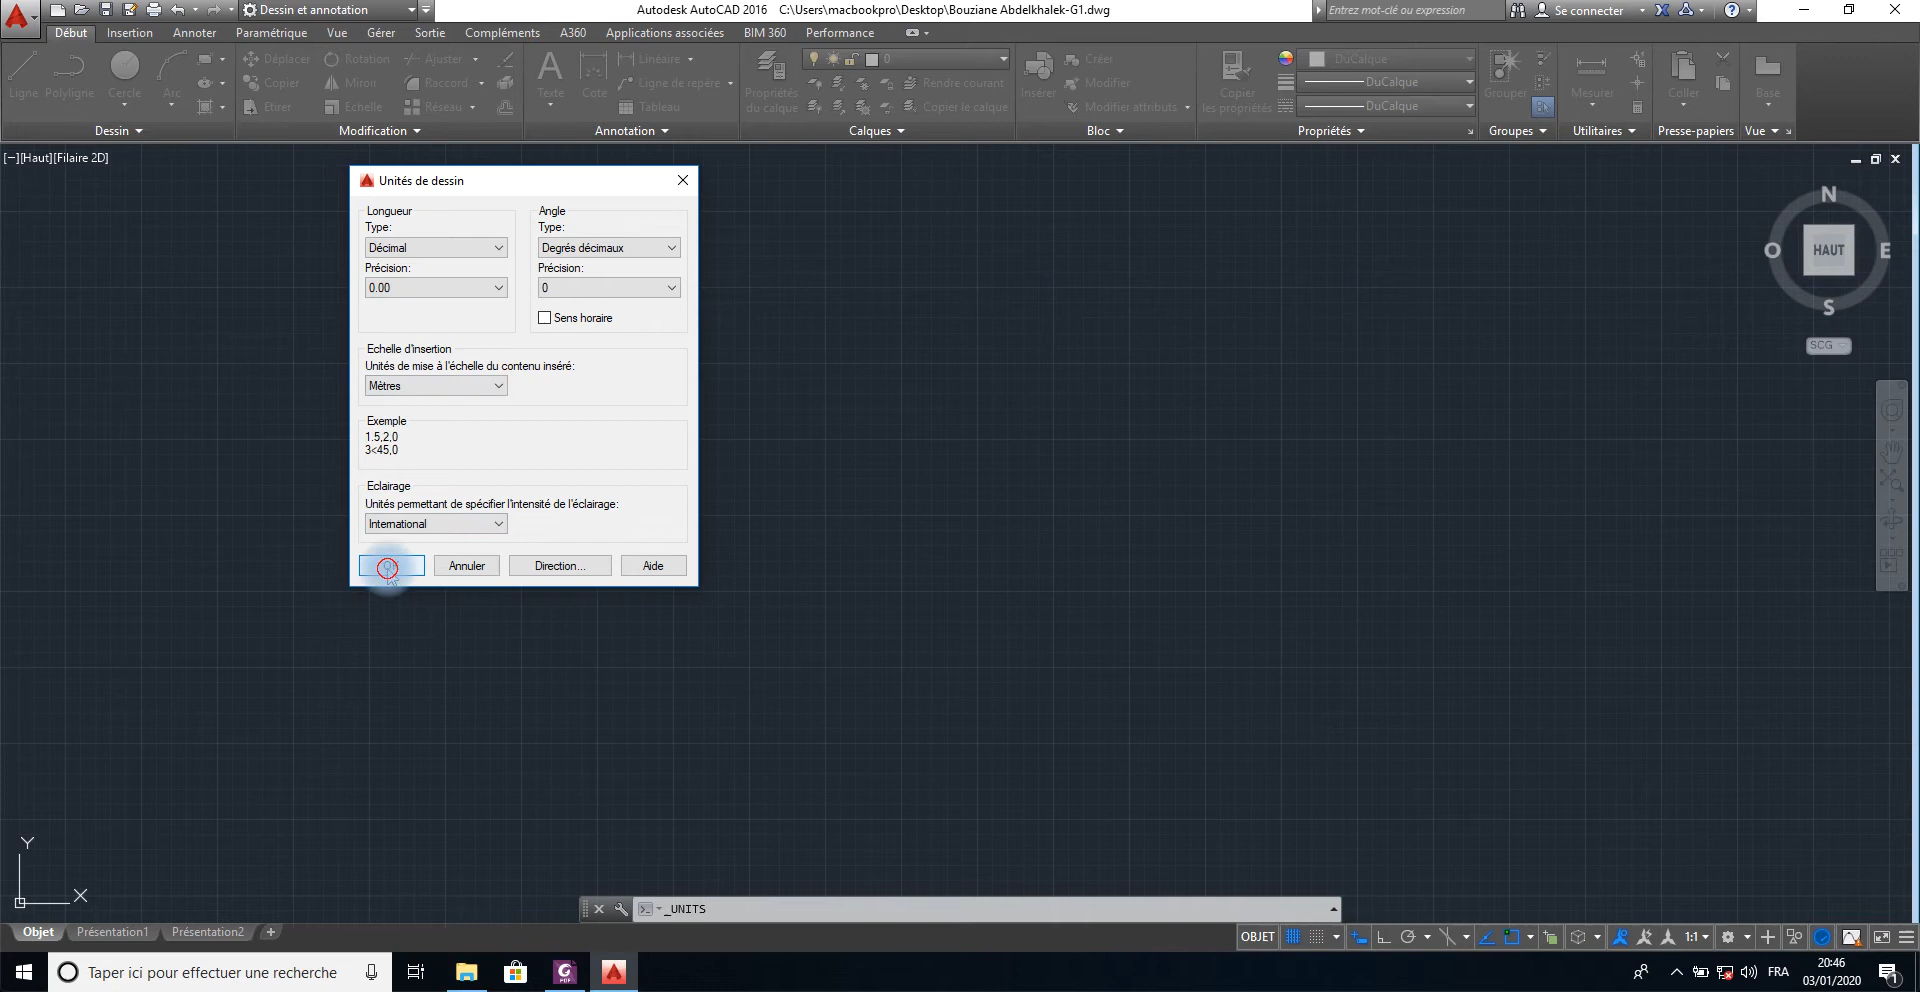 Dessin et annotation
Autodesk AutoCAD 2016 C:\Users\macbookpro\Desktop\Bouziane Abdelkhalek-G1.dwg
Entrez mot-clé ou expression
Se connecter
Début Insertion Annoter Paramétrique Vue Gérer Sortie Compléments A360 Applications associées BIM 360 Performance
Ligne Polyligne Cercle Arc
Déplacer Rotation Ajuster
Copier Miroir Raccord
Etirer Echelle Réseau
Texte Cote
Linéaire
Ligne de repère
Tableau
Propriétés
du calque
0
Rendre courant
Copier le calque
Insérer
Créer
Modifier
Modifier attributs
Copier
les propriétés
DuCalque
DuCalque
DuCalque
Grouper
Mesurer
Coller
Base
Dessin Modification Annotation Calques Bloc Propriétés Groupes Utilitaires Presse-papiers Vue
[−][Haut][Filaire 2D]
Unités de dessin
Longueur
Type:
Décimal
Précision:
0.00
Angle
Type:
Degrés décimaux
Précision:
0
Sens horaire
Echelle d'insertion
Unités de mise à l'échelle du contenu inséré:
Mètres
Exemple
1.5,2,0
3<45,0
Eclairage
Unités permettant de spécifier l'intensité de l'éclairage:
International
Annuler Direction... Aide
N
O HAUT E
S
SCG
Y
X
_UNITS
Objet Présentation1 Présentation2
OBJET
1:1
Taper ici pour effectuer une recherche
PDF
FRA
20:46
03/01/2020
1